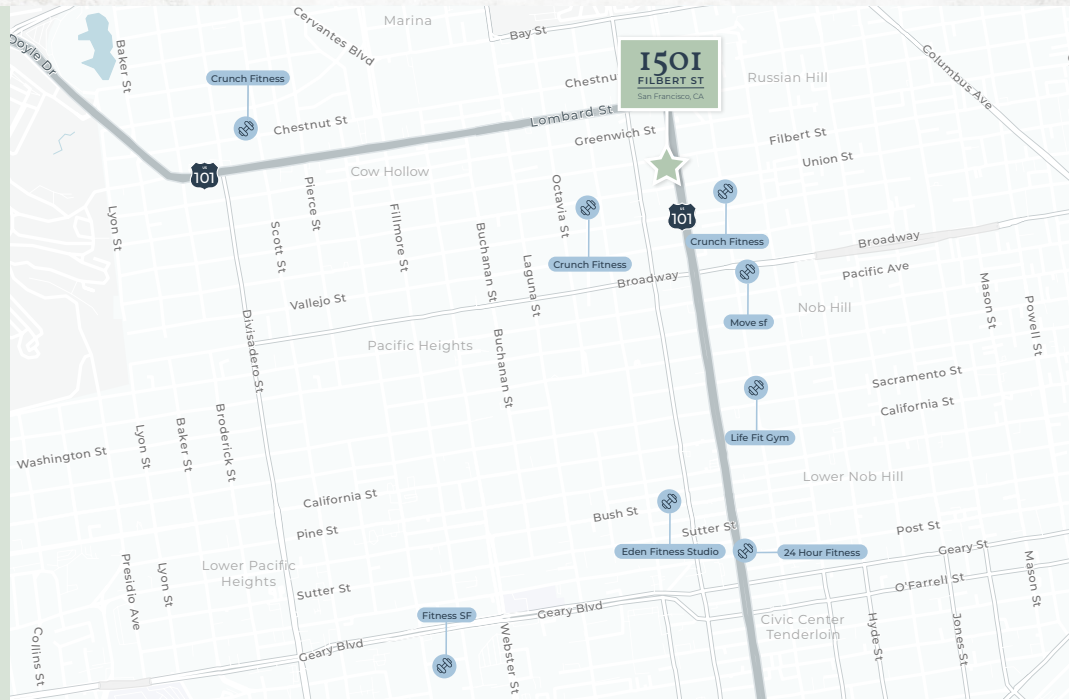 Marina
Cervantes Blvd
Bay St
Doyle Dr
Baker St
Columbus Ave
1501
FILBERT ST
San Francisco, CA
Crunch Fitness
Chestnu
Russian Hill
Lombard St
Chestnut St
Greenwich St
Filbert St
Union St
US
101
Cow Hollow
Pierce St
Octavia St
Lyon St
Scott St
Fillmore St
Buchanan St
Laguna St
US
101
Crunch Fitness
Crunch Fitness
Broadway
Broadway
Pacific Ave
Vallejo St
Mason St
Powell St
Nob Hill
Move sf
Divisadero St
Pacific Heights
Buchanan St
Sacramento St
California St
Life Fit Gym
Washington St
Lyon St
Baker St
Broderick St
Lower Nob Hill
California St
Pine St
Bush St
Sutter St
Post St
Geary St
Eden Fitness Studio
24 Hour Fitness
Lower Pacific
Heights
Presidio Ave
Lyon St
Sutter St
O'Farrell St
Mason St
Fitness SF
Geary Blvd
Civic Center
Tenderloin
Hyde St
Jones St
Collins St
Geary Blvd
Webster St